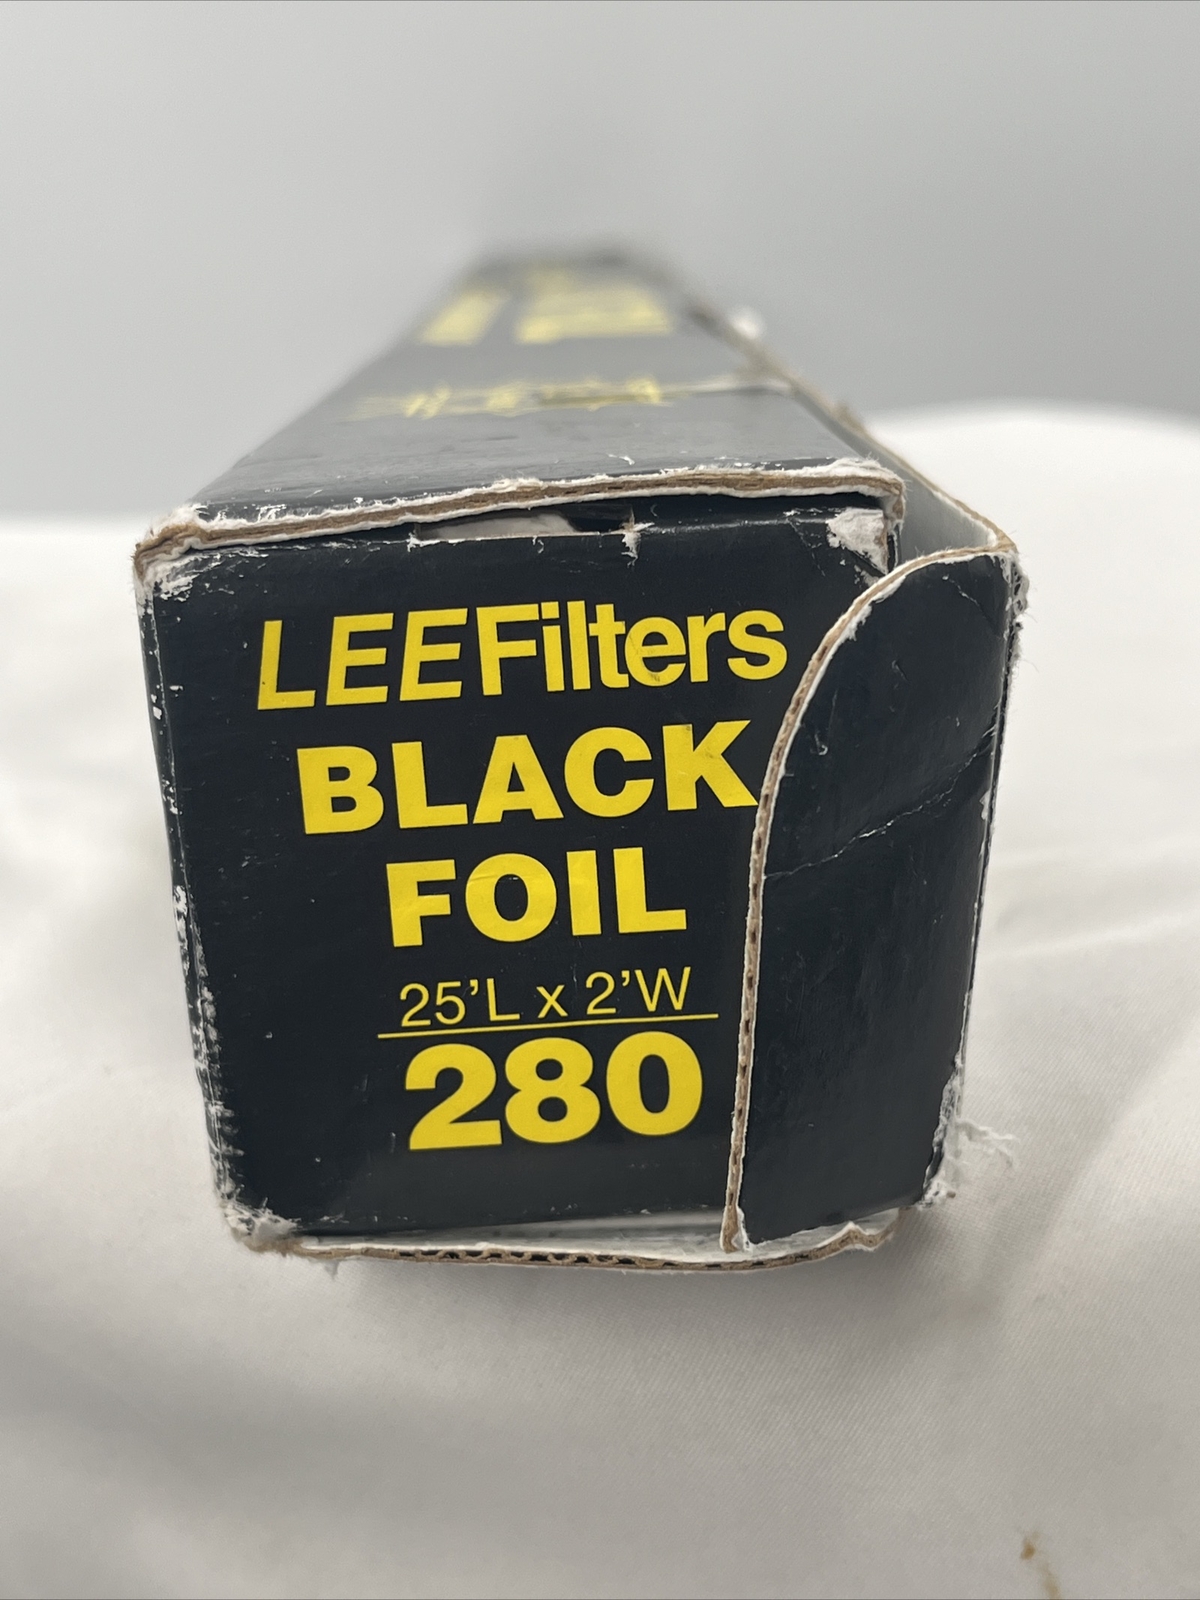 LEEFilters
BLACK
FOIL
25’L x 2’W
280